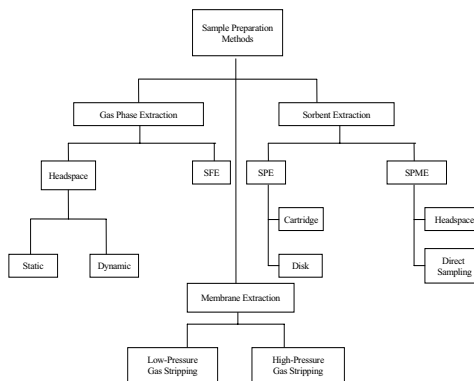 Sample Preparation
Methods
Gas Phase Extraction
Sorbent Extraction
Headspace
SFE
SPE
SPME
Cartridge
Headspace
Static
Dynamic
Disk
Direct
Sampling
Membrane Extraction
Low-Pressure
Gas Stripping
High-Pressure
Gas Stripping